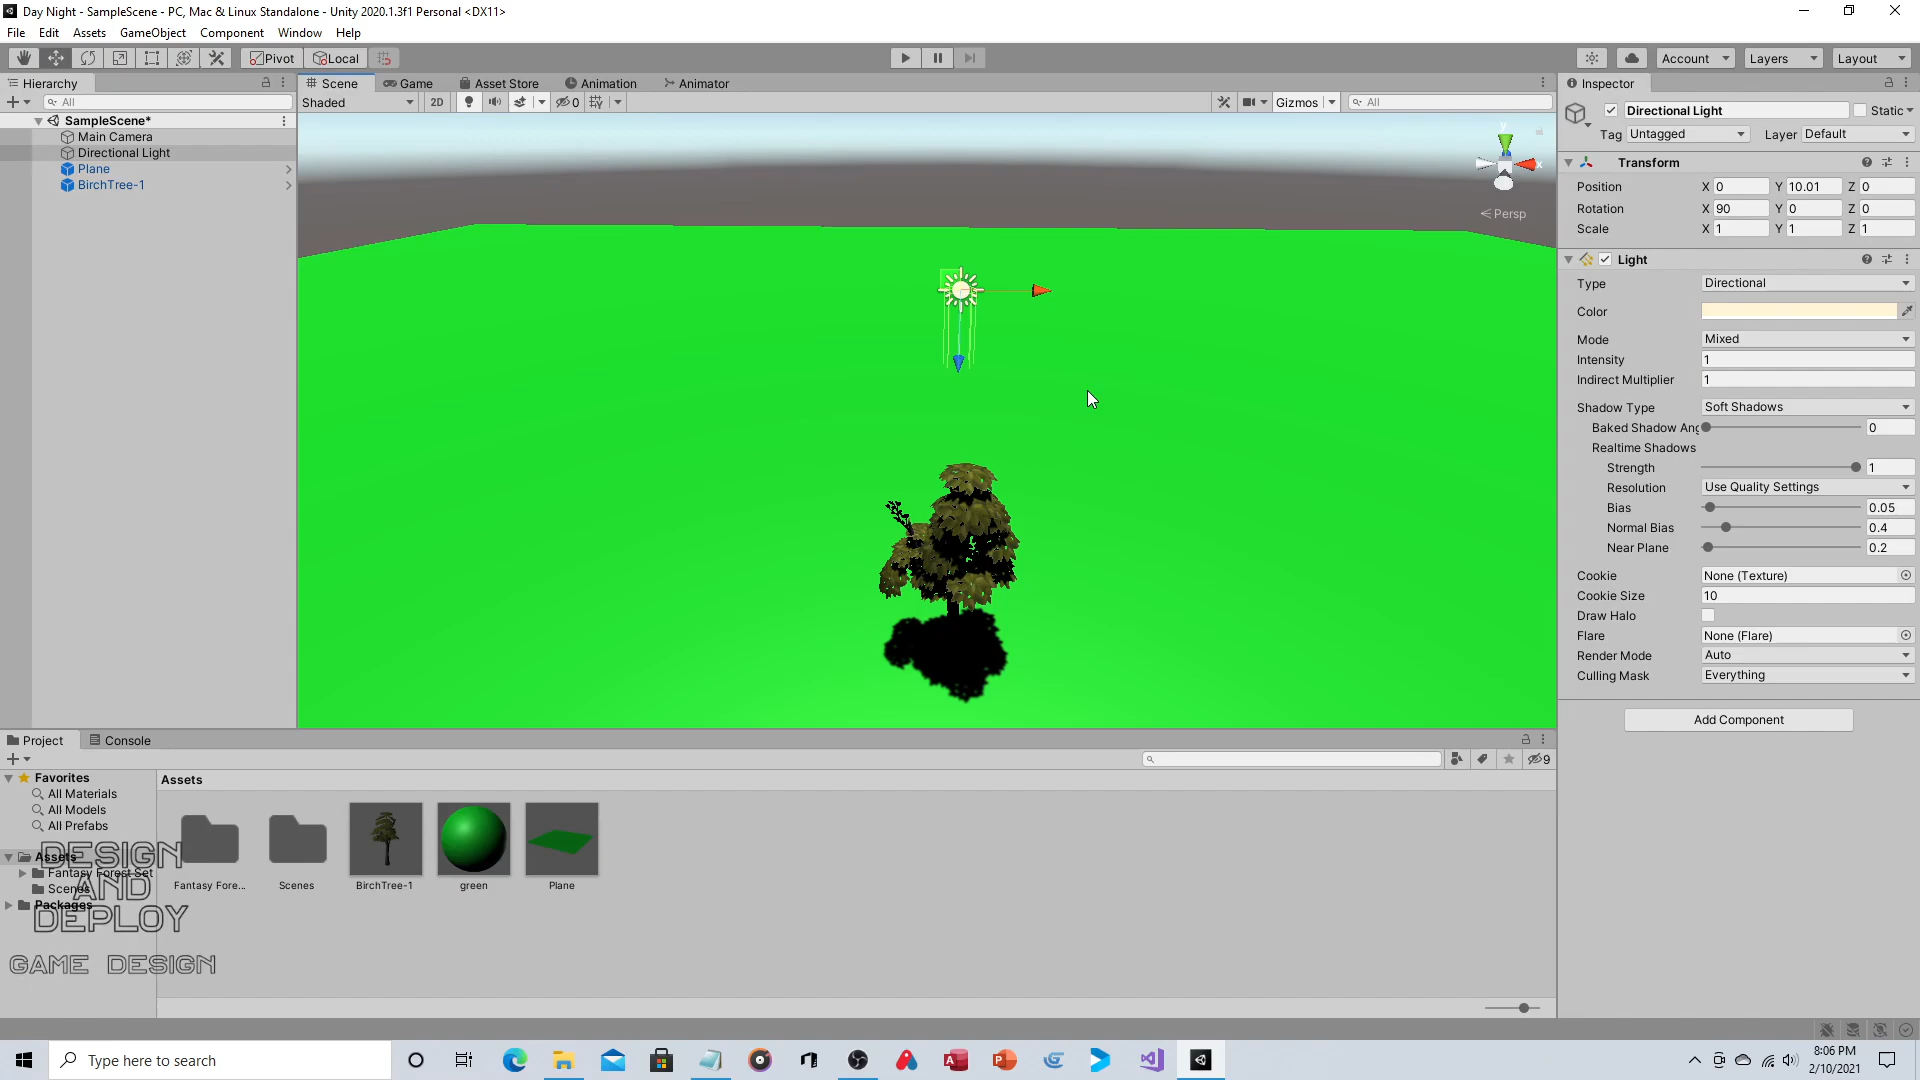 Day Night - SampleScene - PC, Mac & Linux Standalone - Unity 2020.1.3f1 Personal <DX11>
File Edit Assets GameObject Component Window Help
Pivot Local Account Layers Layout
Hierarchy
All
SampleScene*
Main Camera
Directional Light
Plane
BirchTree-1
Scene Game Asset Store Animation Animator
Shaded 2D 0 Gizmos All
y
x
Persp
Inspector
Directional Light Static
Tag Untagged Layer Default
Transform
Position X 0 Y 10.01 Z 0
Rotation X 90 Y 0 Z 0
Scale X 1 Y 1 Z 1
Light
Type Directional
Color
Mode Mixed
Intensity 1
Indirect Multiplier 1
Shadow Type Soft Shadows
Baked Shadow Ang 0
Realtime Shadows
Strength 1
Resolution Use Quality Settings
Bias 0.05
Normal Bias 0.4
Near Plane 0.2
Cookie None (Texture)
Cookie Size 10
Draw Halo
Flare None (Flare)
Render Mode Auto
Culling Mask Everything
Add Component
Project Console
9
Favorites
All Materials
All Models
All Prefabs
Assets
Fantasy Forest Set
Scenes
Packages
Assets
Fantasy Fore... Scenes BirchTree-1 green Plane
DESIGN
AND
DEPLOY
GAME DESIGN
Type here to search
8:06 PM
2/10/2021